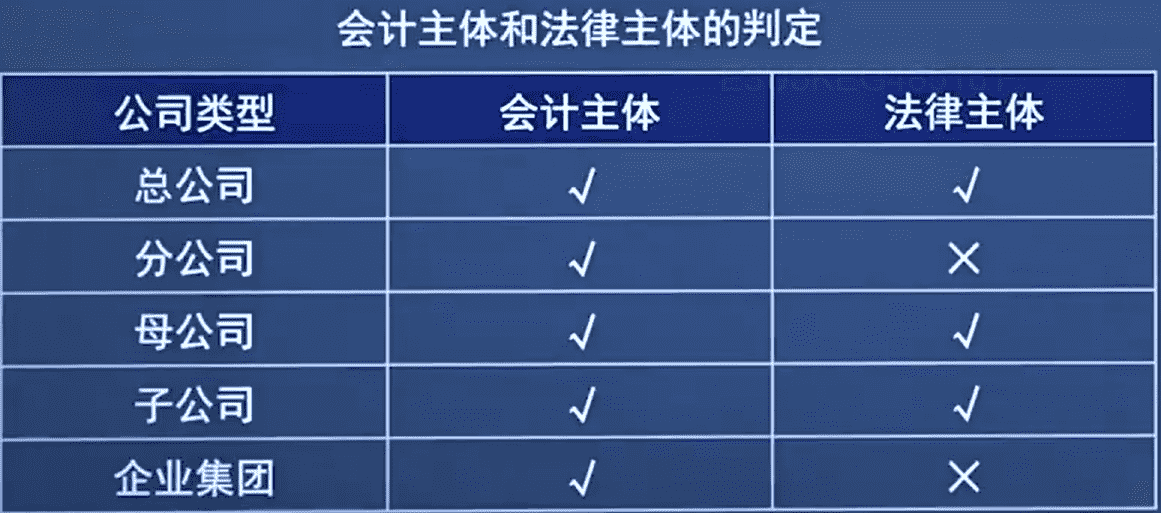 会计主体和法律主体的判定
公司类型 会计主体 法律主体
总公司 √ √
分公司 √ ×
母公司 √ √
子公司 √ √
企业集团 √ ×